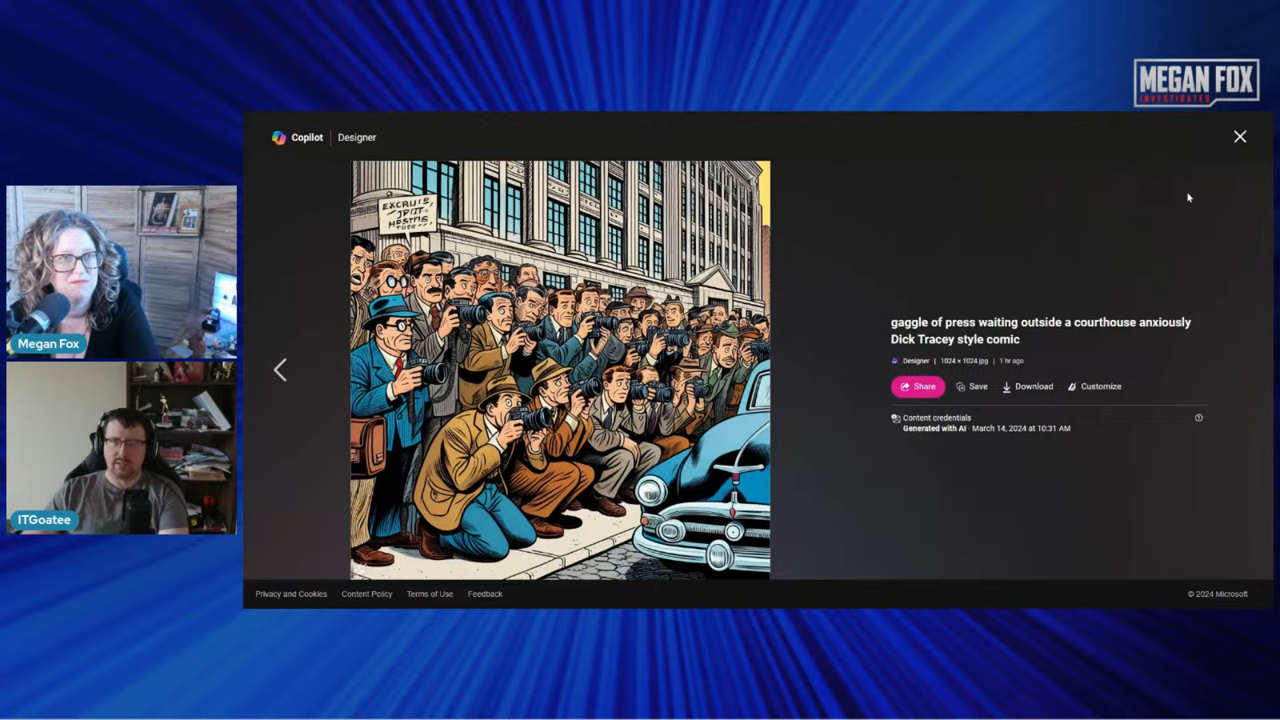 MEGAN FOX
INVESTIGATES
Copilot
Designer
EXCRUIE,
Megan Fox
ITGoatee
gaggle of press waiting outside a courthouse anxiously
Dick Tracey style comic
Designer | 1024 × 1024 jpg | 1 hr ago
Share
Save
Download
Customize
Content credentials
Generated with AI · March 14, 2024 at 10:31 AM
Privacy and Cookies
Content Policy
Terms of Use
Feedback
© 2024 Microsoft